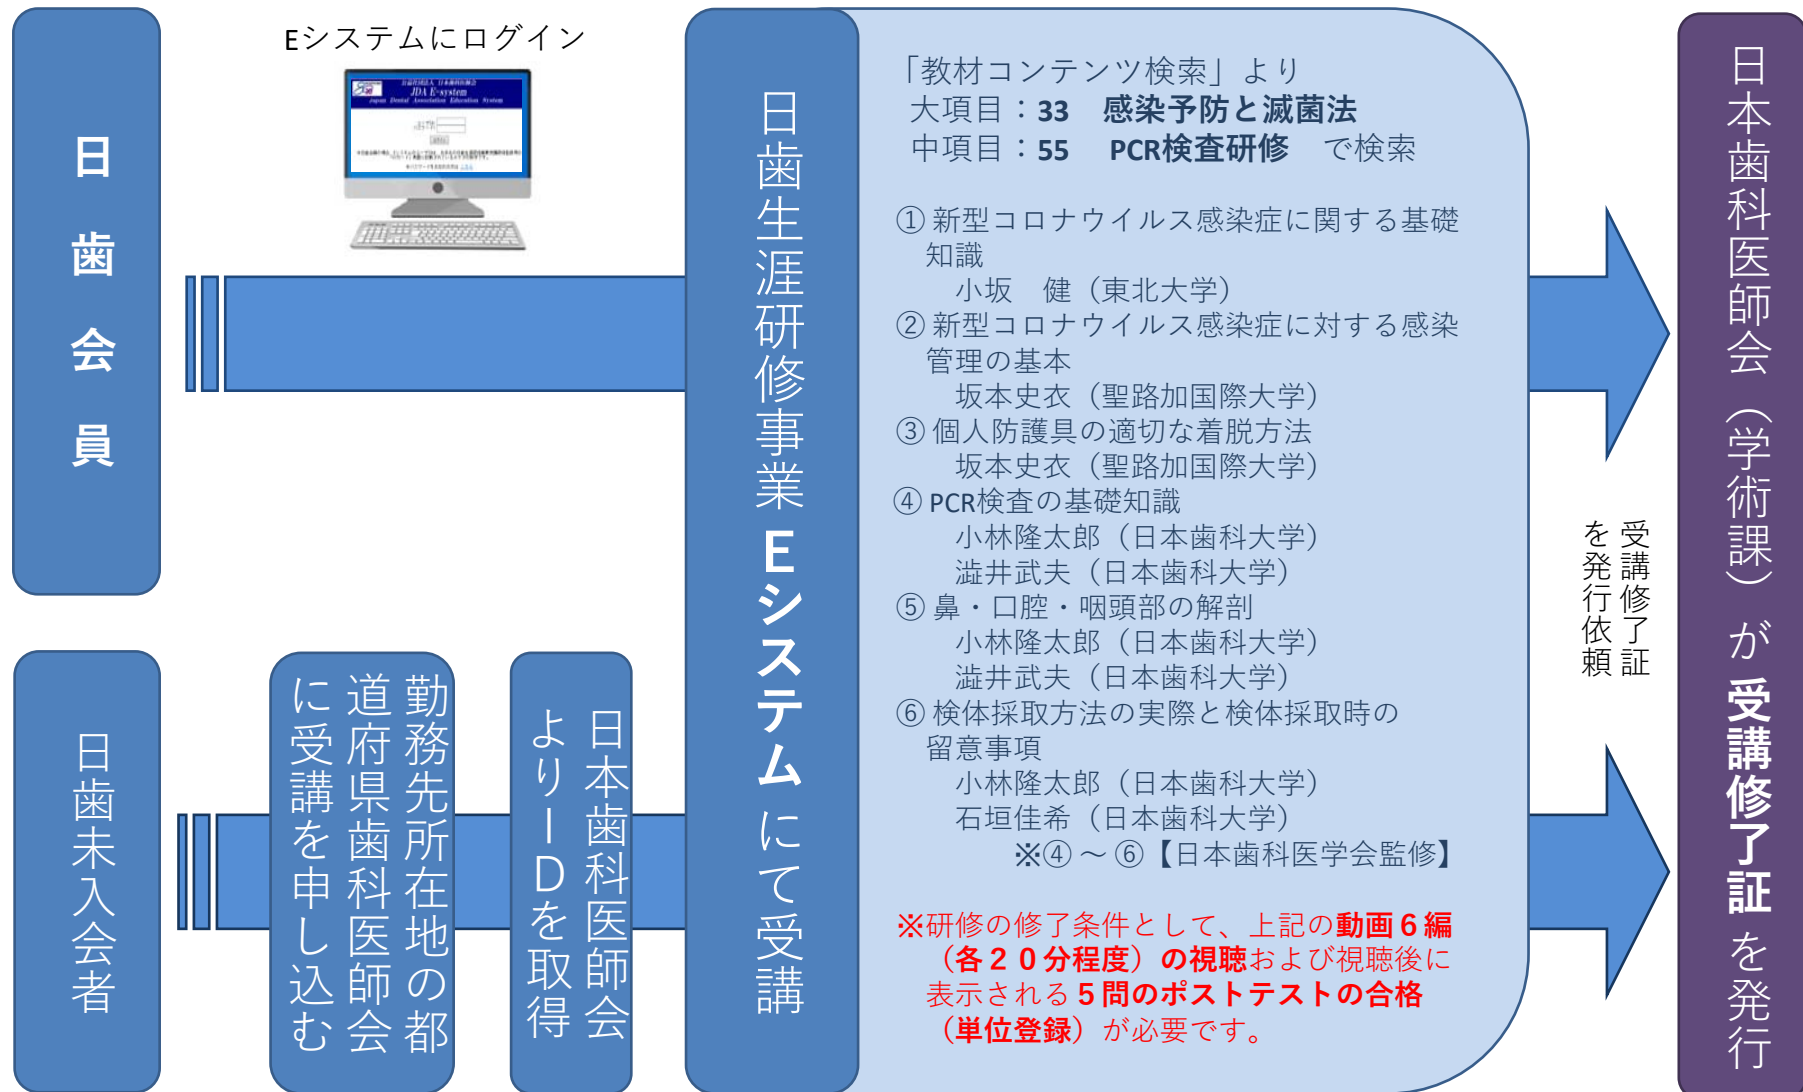 日歯会員
Eシステムにログイン
公益社団法人 日本歯科医師会
JDA E-system
Japan Dental Association Education System
日歯未入会者
勤務先所在地の都
道府県歯科医師会
に受講を申し込む
日本歯科医師会
よりIDを取得
日歯生涯研修事業 Eシステム にて受講
「教材コンテンツ検索」より
大項目：33　感染予防と滅菌法
中項目：55　PCR検査研修　で検索
① 新型コロナウイルス感染症に関する基礎
知識
小坂　健（東北大学）
② 新型コロナウイルス感染症に対する感染
管理の基本
坂本史衣（聖路加国際大学）
③ 個人防護具の適切な着脱方法
坂本史衣（聖路加国際大学）
④ PCR検査の基礎知識
小林隆太郎（日本歯科大学）
澁井武夫（日本歯科大学）
⑤ 鼻・口腔・咽頭部の解剖
小林隆太郎（日本歯科大学）
澁井武夫（日本歯科大学）
⑥ 検体採取方法の実際と検体採取時の
留意事項
小林隆太郎（日本歯科大学）
石垣佳希（日本歯科大学）
※④ ～ ⑥【日本歯科医学会監修】
※研修の修了条件として、上記の動画６編
（各２０分程度）の視聴および視聴後に
表示される５問のポストテストの合格
（単位登録）が必要です。
受講修了証
を発行依頼
日本歯科医師会（学術課）が 受講修了証 を発行